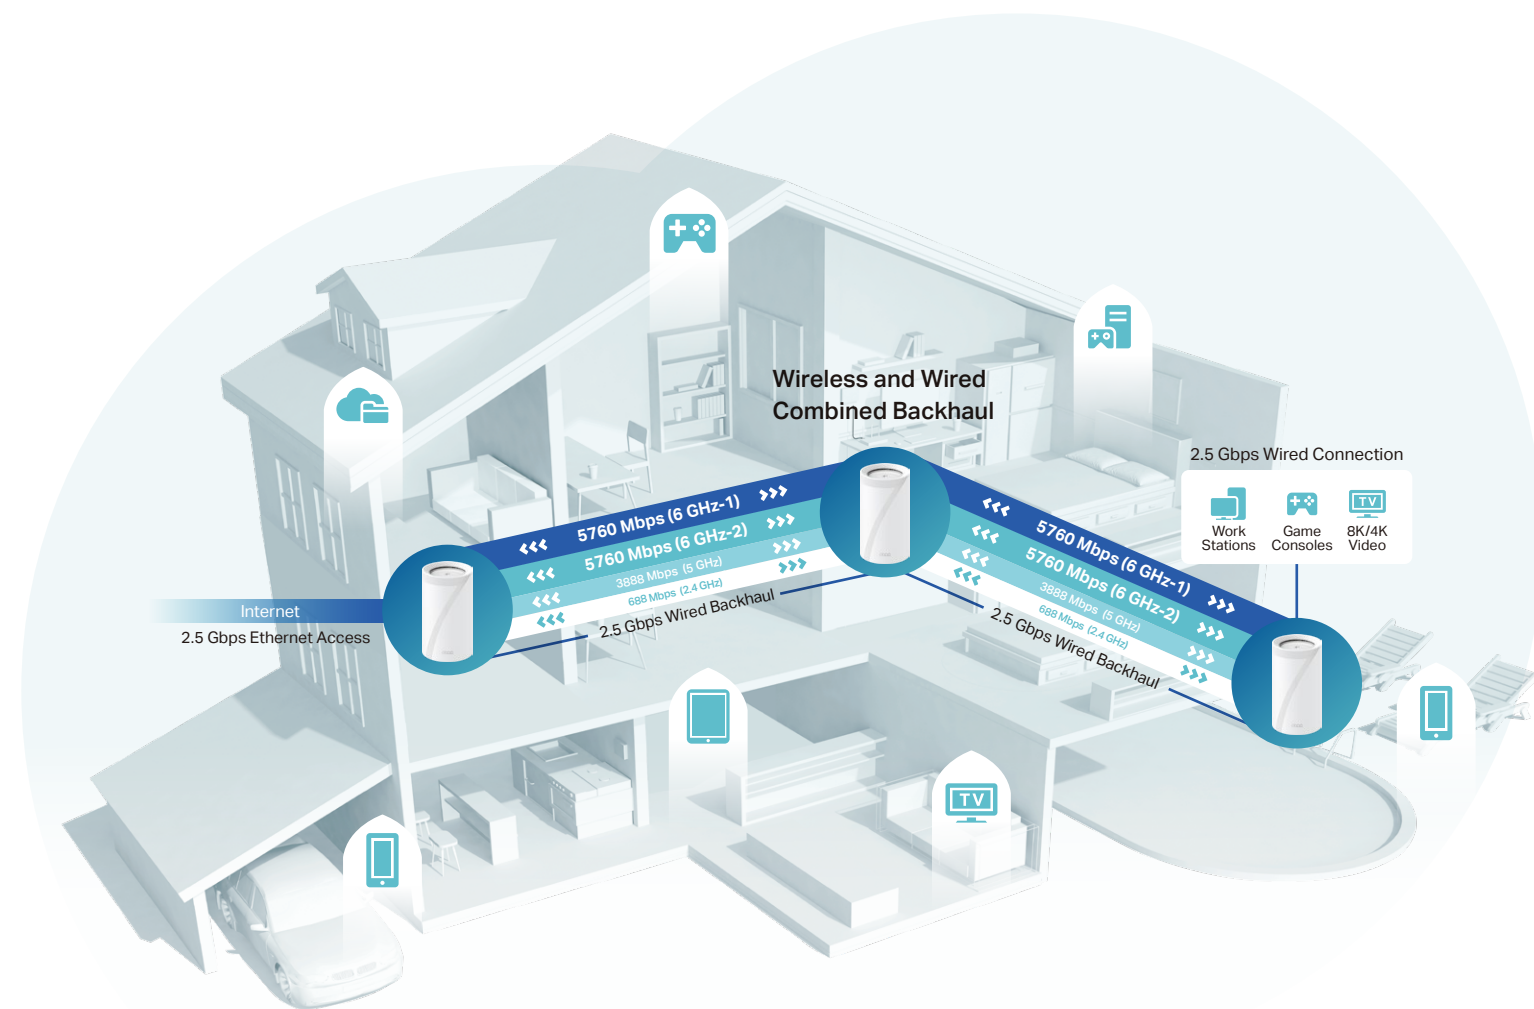 Wireless and Wired
Combined Backhaul
2.5 Gbps Wired Connection
TV
Work
Stations
Game
Consoles
8K/4K
Video
5760 Mbps (6 GHz-1)
5760 Mbps (6 GHz-2)
3888 Mbps (5 GHz)
688 Mbps (2.4 GHz)
2.5 Gbps Wired Backhaul
5760 Mbps (6 GHz-1)
5760 Mbps (6 GHz-2)
3888 Mbps (5 GHz)
688 Mbps (2.4 GHz)
2.5 Gbps Wired Backhaul
Internet
2.5 Gbps Ethernet Access
TV